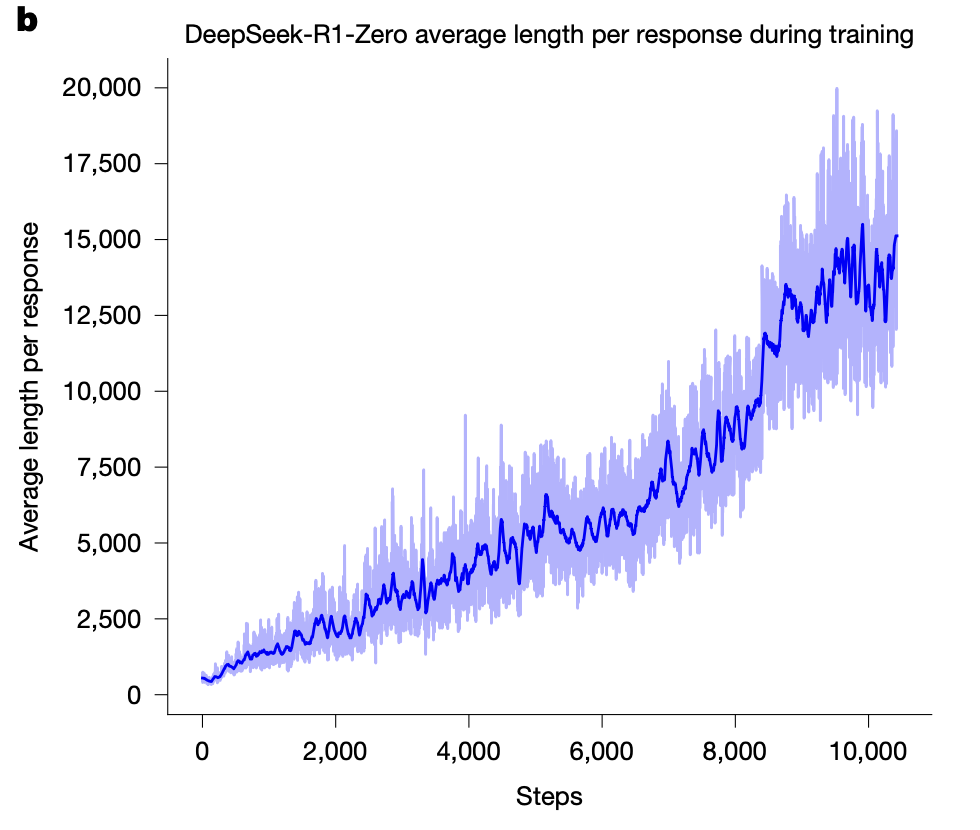 b
DeepSeek-R1-Zero average length per response during training
20,000
17,500
15,000
12,500
10,000
7,500
5,000
2,500
0
Average length per response
0 2,000 4,000 6,000 8,000 10,000
Steps